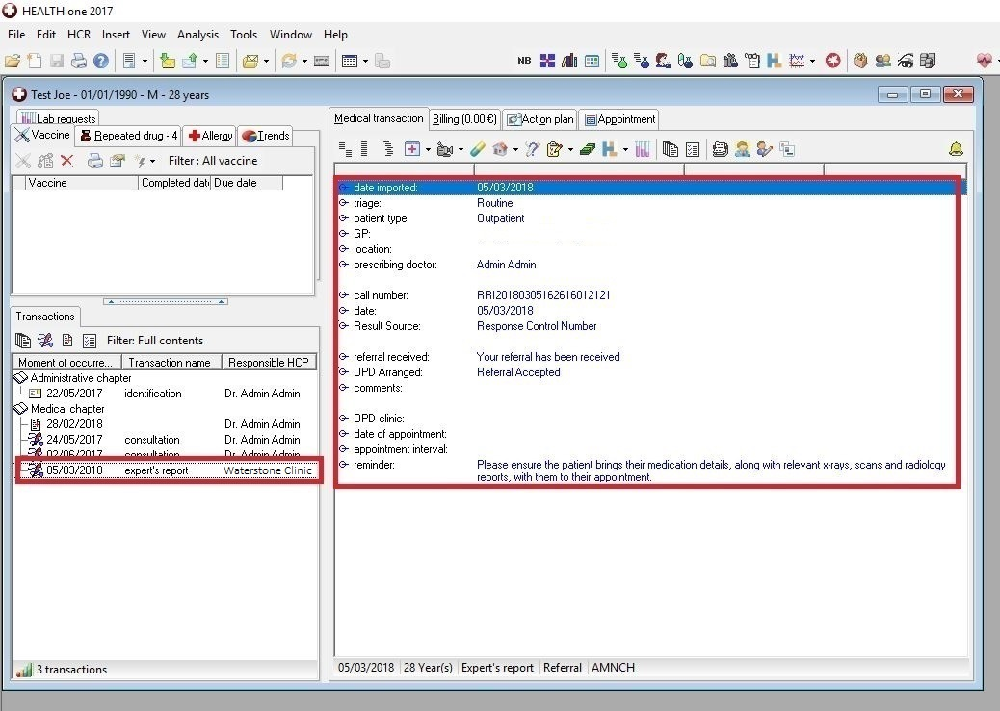 HEALTH one 2017
File Edit HCR Insert View Analysis Tools Window Help
NB
Test Joe - 01/01/1990 - M - 28 years
Lab requests
Vaccine Repeated drug - 4 Allergy Trends
Filter : All vaccine
Vaccine Completed dat Due date
Transactions
Filter: Full contents
Moment of occurre... Transaction name Responsible HCP
Administrative chapter
22/05/2017 identification Dr. Admin Admin
Medical chapter
28/02/2018 Dr. Admin Admin
24/05/2017 consultation Dr. Admin Admin
02/06/2017 consultation Dr. Admin Admin
05/03/2018 expert's report Waterstone Clinic
3 transactions
Medical transaction Billing (0.00 €) Action plan Appointment
date imported: 05/03/2018
triage: Routine
patient type: Outpatient
GP:
location:
prescribing doctor: Admin Admin
call number: RRI20180305162616012121
date: 05/03/2018
Result Source: Response Control Number
referral received: Your referral has been received
OPD Arranged: Referral Accepted
comments:
OPD clinic:
date of appointment:
appointment interval:
reminder: Please ensure the patient brings their medication details, along with relevant x-rays, scans and radiology
reports, with them to their appointment.
05/03/2018 28 Year(s) Expert's report Referral AMNCH